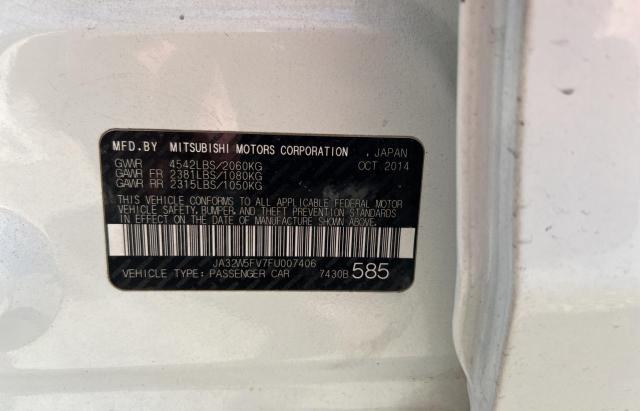 MFD.BY MITSUBISHI MOTORS CORPORATION , JAPAN
GVWR 4542LBS/2060KG OCT 2014
GAWR FR 2381LBS/1080KG
GAWR RR 2315LBS/1050KG
THIS VEHICLE CONFORMS TO ALL APPLICABLE FEDERAL MOTOR
VEHICLE SAFETY, BUMPER, AND THEFT PREVENTION STANDARDS
IN EFFECT ON THE DATE OF MANUFACTURE SHOWN ABOVE.
JA32W5FV7FU007406
VEHICLE TYPE: PASSENGER CAR 7430B 585